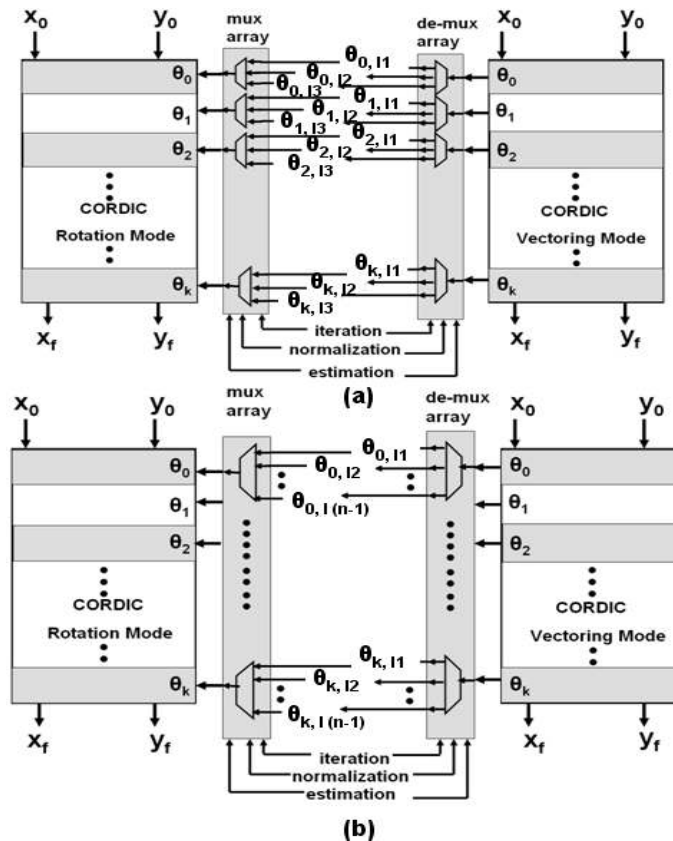 x0 y0 mux array de-mux array x0 y0
θ0 θ0, I1 θ0
θ0, I2
θ0, I3
θ1 θ1, I1 θ1
θ1, I2
θ1, I3
θ2 θ2, I1 θ2
θ2, I2
θ2, I3
CORDIC CORDIC
Rotation Mode Vectoring Mode
θk θk, I1 θk
θk, I2
θk, I3
xf yf iteration xf yf
normalization
estimation
(a)
x0 y0 mux array de-mux array x0 y0
θ0 θ0, I1 θ0
θ0, I2
θ0, I (n-1)
θ1 θ1
θ2 θ2
CORDIC CORDIC
Rotation Mode Vectoring Mode
θk θk, I1 θk
θk, I2
θk, I (n-1)
xf yf iteration xf yf
normalization
estimation
(b)